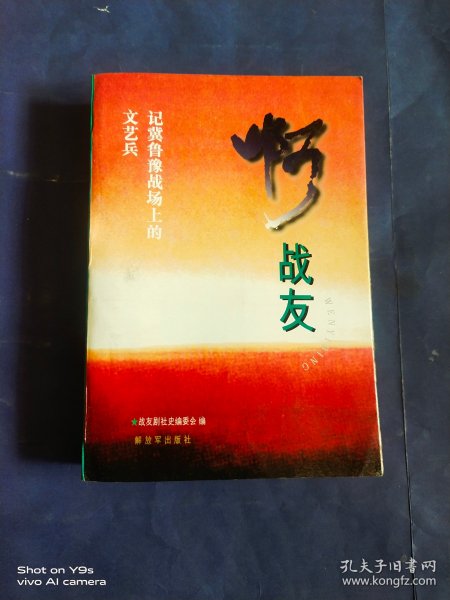 啊
战友
记冀鲁豫战场上的
文艺兵
WENYIBING
★战友剧社史编委会 编
解放军出版社
Shot on Y9s
vivo AI camera
孔夫子旧书网
www.kongfz.com